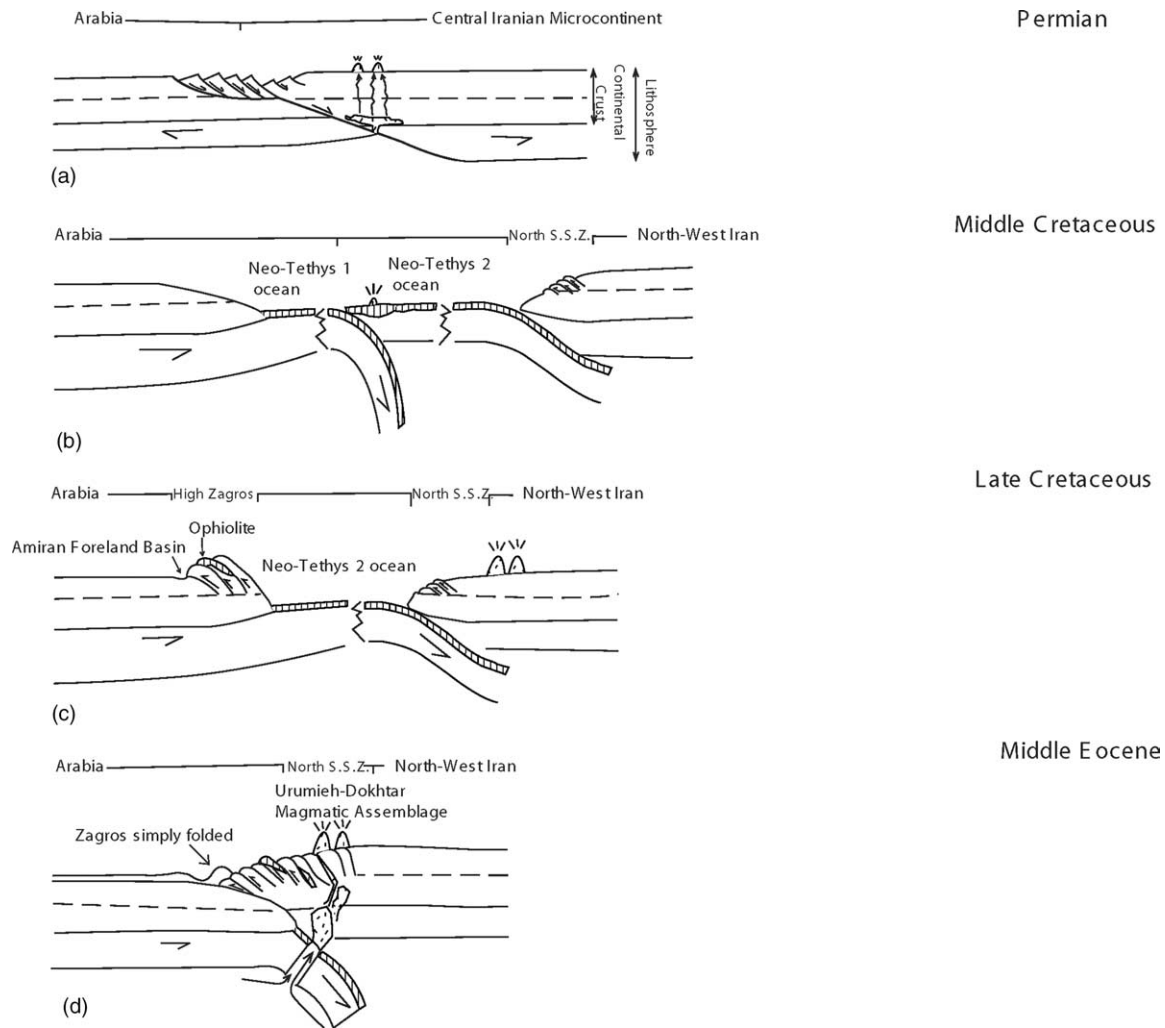 Arabia Central Iranian Microcontinent
Permian
Crust
Continental
Lithosphere
(a)
Middle Cretaceous
Arabia North S.S.Z. North-West Iran
Neo-Tethys 1
ocean
Neo-Tethys 2
ocean
(b)
Late Cretaceous
Arabia High Zagros North S.S.Z. North-West Iran
Ophiolite
Amiran Foreland Basin
Neo-Tethys 2 ocean
(c)
Middle Eocene
Arabia North S.S.Z. North-West Iran
Urumieh-Dokhtar
Magmatic Assemblage
Zagros simply folded
(d)